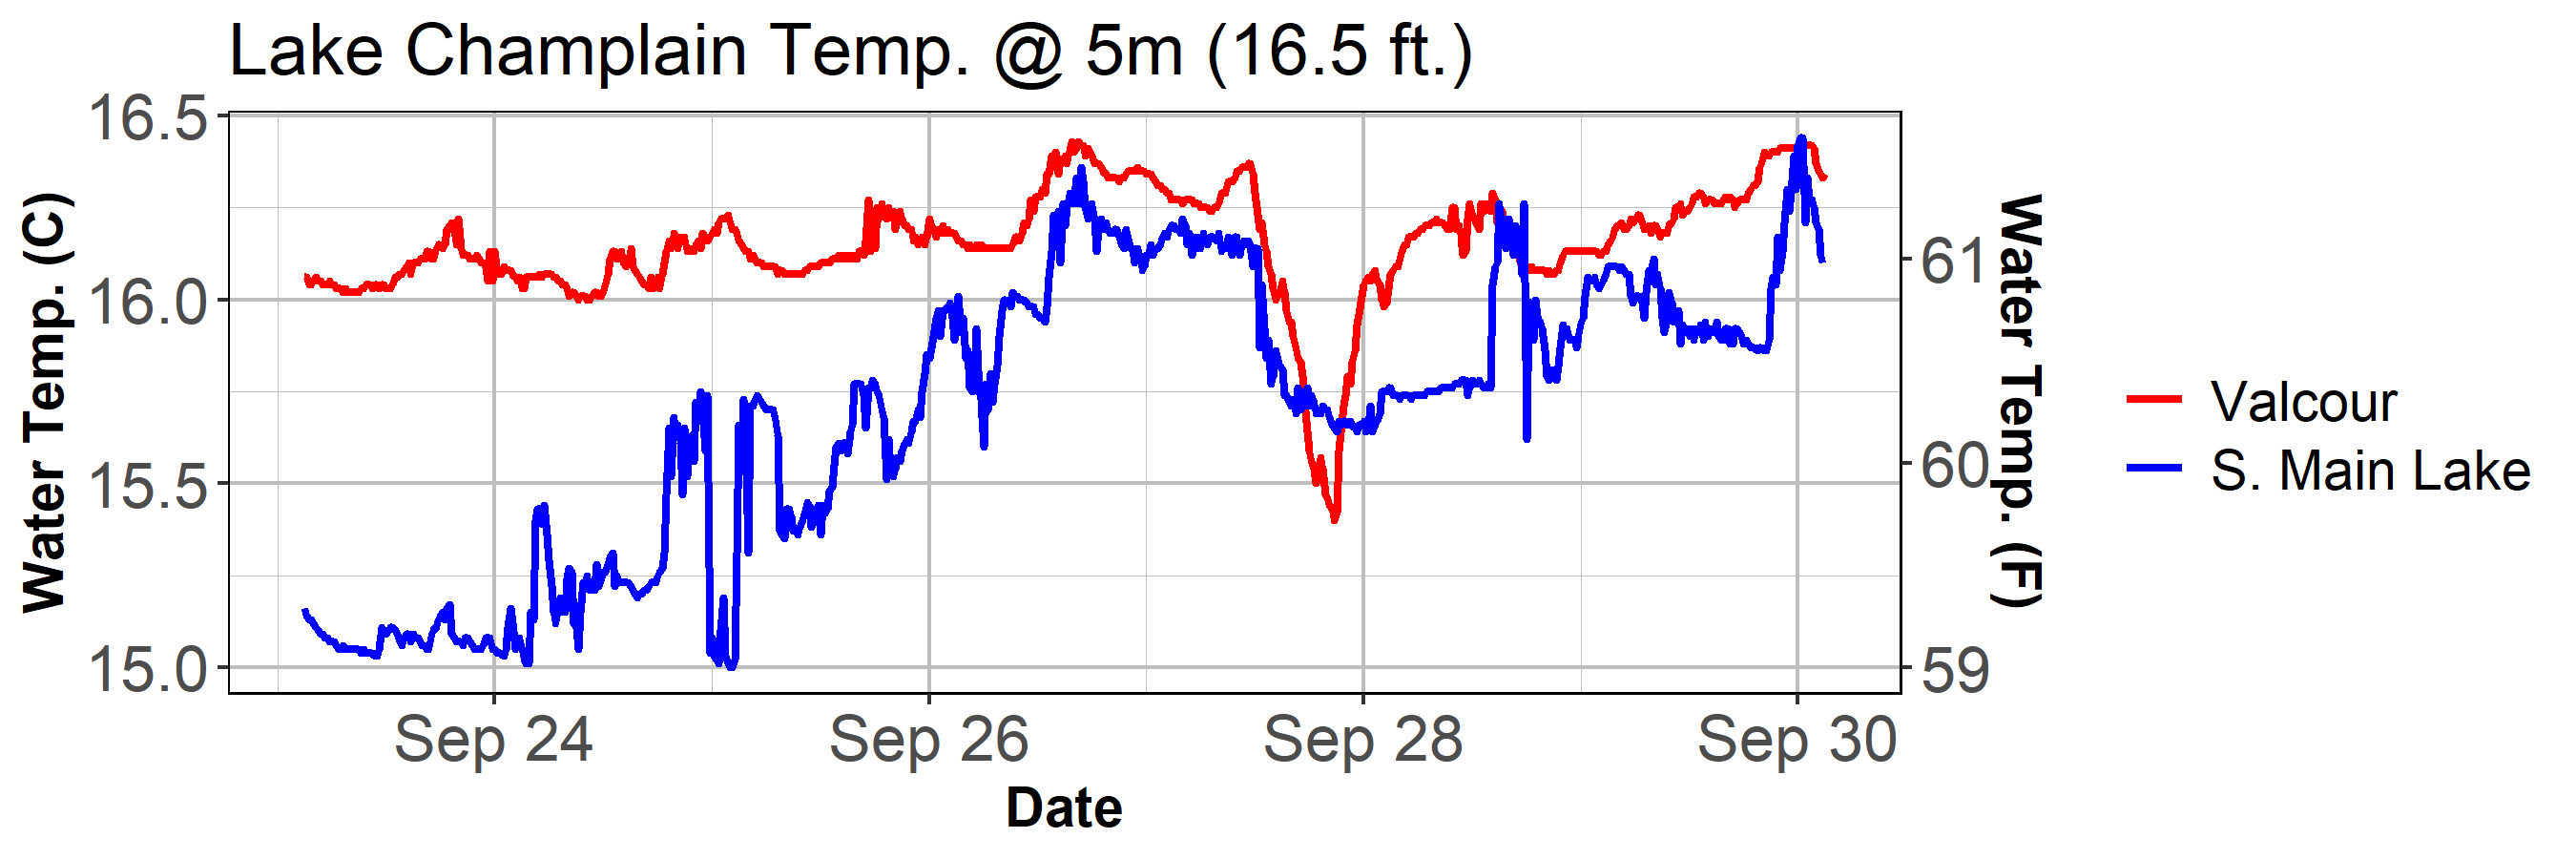 Lake Champlain Temp. @ 5m (16.5 ft.)
Water Temp. (C)
16.5
16.0
15.5
15.0
61
60
59
Water Temp. (F)
Sep 24
Sep 26
Sep 28
Sep 30
Date
Valcour
S. Main Lake